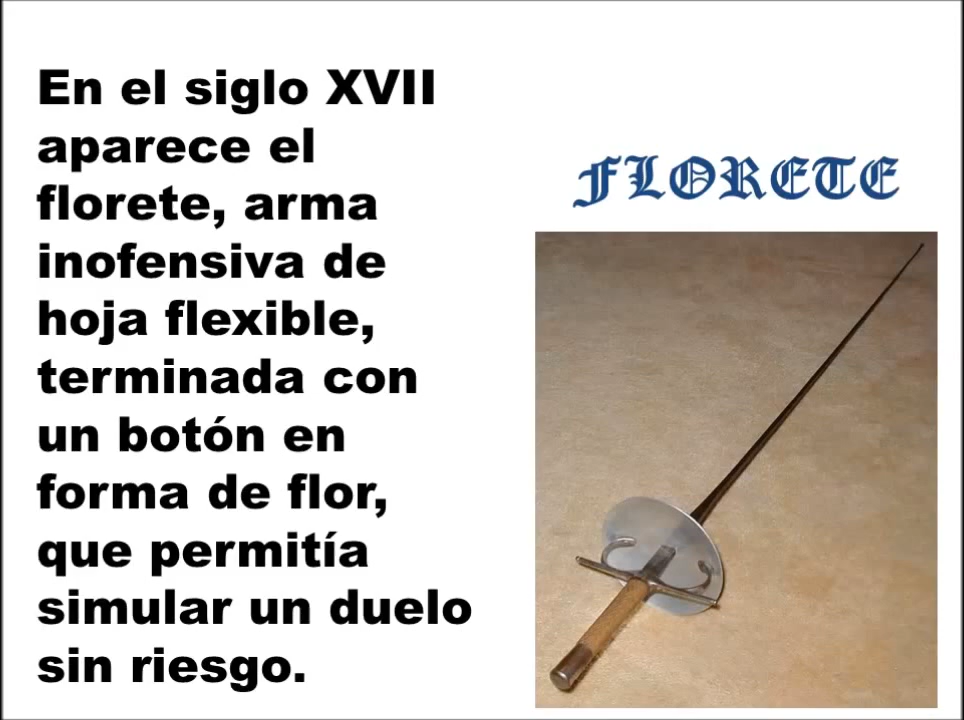 En el siglo XVII
aparece el
florete, arma
inofensiva de
hoja flexible,
terminada con
un botón en
forma de flor,
que permitía
simular un duelo
sin riesgo.
FLORETE